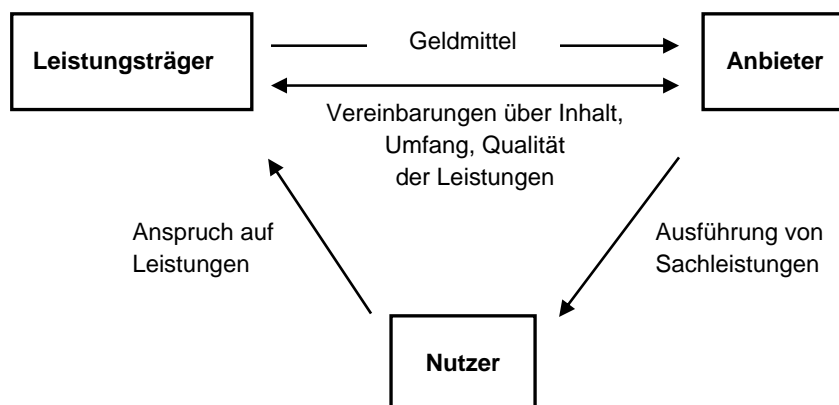 Leistungsträger
Geldmittel
Anbieter
Vereinbarungen über Inhalt,
Umfang, Qualität
der Leistungen
Anspruch auf
Leistungen
Ausführung von
Sachleistungen
Nutzer